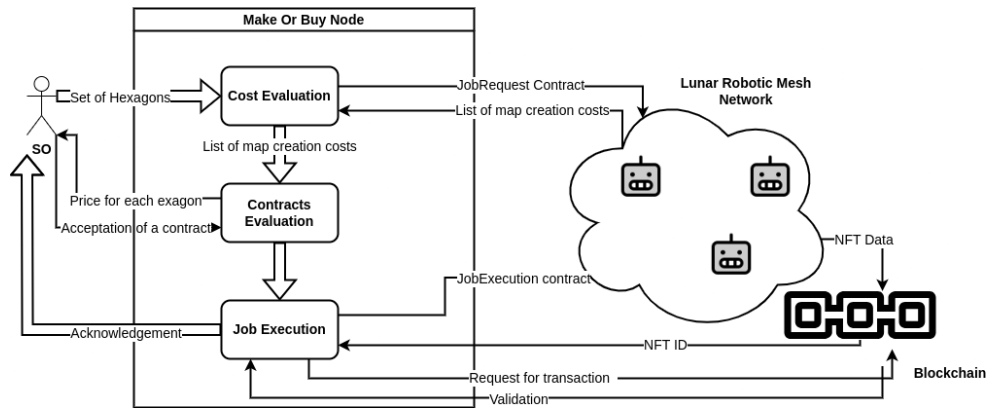 Make Or Buy Node
Set of Hexagons
Cost Evaluation
JobRequest Contract
List of map creation costs
Lunar Robotic Mesh
Network
SO
List of map creation costs
Price for each exagon
Acceptation of a contract
Contracts
Evaluation
NFT Data
JobExecution contract
Acknowledgement
Job Execution
NFT ID
Request for transaction
Blockchain
Validation